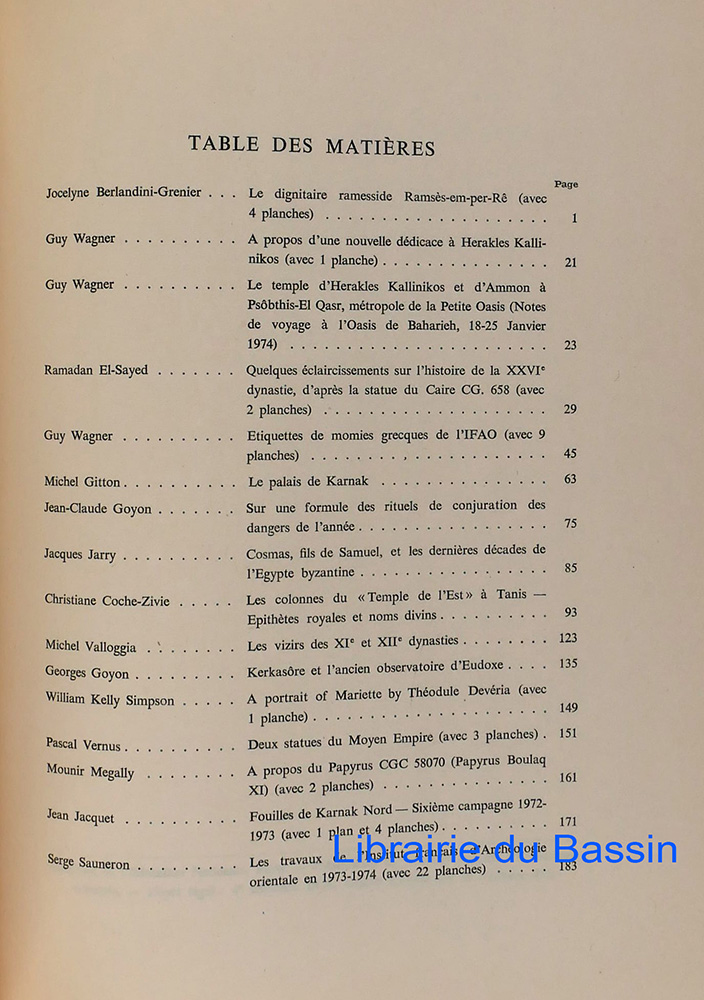 TABLE DES MATIÈRES
Page
Jocelyne Berlandini-Grenier . . . Le dignitaire ramesside Ramsès-em-per-Rê (avec
4 planches) . . . . . . . . . . . . . . . . . . . . 1
Guy Wagner . . . . . . . . . . A propos d'une nouvelle dédicace à Herakles Kalli-
nikos (avec 1 planche) . . . . . . . . . . . . . . . 21
Guy Wagner . . . . . . . . . . Le temple d'Herakles Kallinikos et d'Ammon à
Psôbthis-El Qasr, métropole de la Petite Oasis (Notes
de voyage à l'Oasis de Baharieh, 18-25 Janvier
1974) . . . . . . . . . . . . . . . . . . . . . . . 23
Ramadan El-Sayed . . . . . . . Quelques éclaircissements sur l'histoire de la XXVIᵉ
dynastie, d'après la statue du Caire CG. 658 (avec
2 planches) . . . . . . . . . . . . . . . . . . . . 29
Guy Wagner . . . . . . . . . . Etiquettes de momies grecques de l'IFAO (avec 9
planches) . . . . . . . . . . . . . . . . . . . . . 45
Michel Gitton . . . . . . . . . . Le palais de Karnak . . . . . . . . . . . . . . . 63
Jean-Claude Goyon . . . . . . . Sur une formule des rituels de conjuration des
dangers de l'année . . . . . . . . . . . . . . . . . 75
Jacques Jarry . . . . . . . . . . Cosmas, fils de Samuel, et les dernières décades de
l'Egypte byzantine . . . . . . . . . . . . . . . . . 85
Christiane Coche-Zivie . . . . . Les colonnes du «Temple de l'Est» à Tanis —
Epithètes royales et noms divins . . . . . . . . . . 93
Michel Valloggia . . . . . . . . Les vizirs des XIᵉ et XIIᵉ dynasties . . . . . . . . 123
Georges Goyon . . . . . . . . . Kerkasôre et l'ancien observatoire d'Eudoxe . . . . 135
William Kelly Simpson . . . . . A portrait of Mariette by Théodule Devéria (avec
1 planche) . . . . . . . . . . . . . . . . . . . . . 149
Pascal Vernus . . . . . . . . . . Deux statues du Moyen Empire (avec 3 planches) . 151
Mounir Megally . . . . . . . . A propos du Papyrus CGC 58070 (Papyrus Boulaq
XI) (avec 2 planches) . . . . . . . . . . . . . . . 161
Jean Jacquet . . . . . . . . . . Fouilles de Karnak Nord — Sixième campagne 1972-
1973 (avec 1 plan et 4 planches) . . . . . . . . . . 171
Librairie du Bassin
Serge Sauneron . . . . . . . . . Les travaux de l'Institut français d'Archéologie
orientale en 1973-1974 (avec 22 planches) . . . . . 183